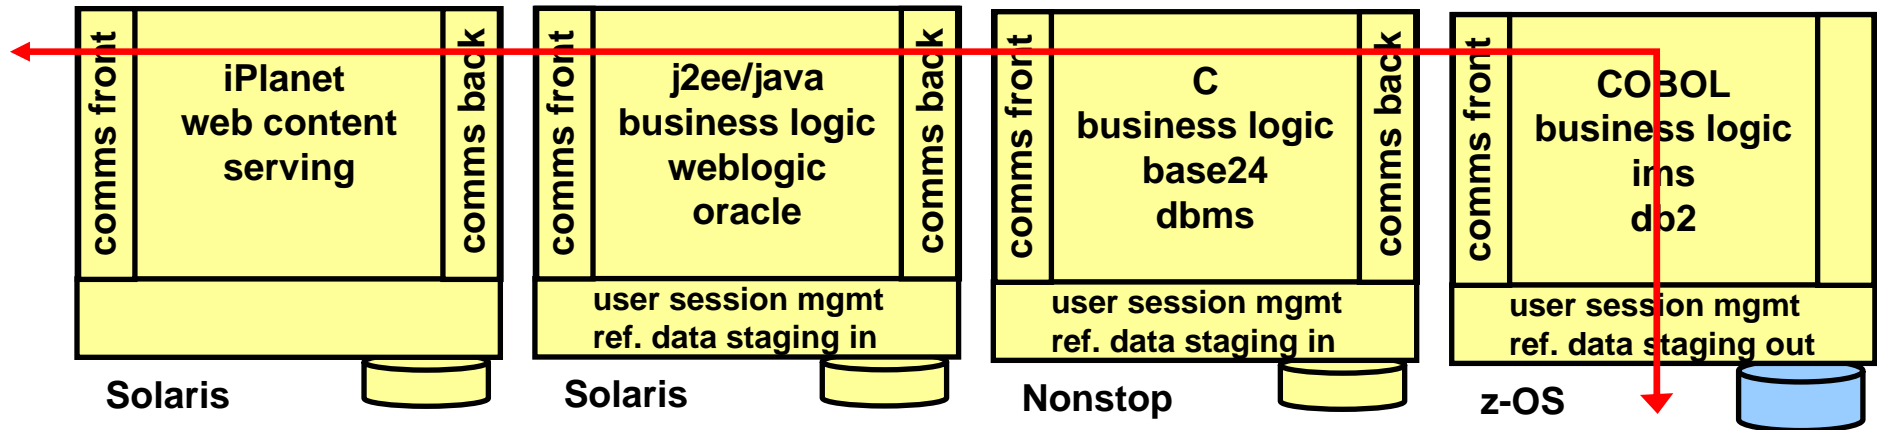 comms front
iPlanet
web content
serving
comms back
Solaris
comms front
j2ee/java
business logic
weblogic
oracle
comms back
user session mgmt
ref. data staging in
Solaris
comms front
C
business logic
base24
dbms
comms back
user session mgmt
ref. data staging in
Nonstop
comms front
COBOL
business logic
ims
db2
user session mgmt
ref. data staging out
z-OS